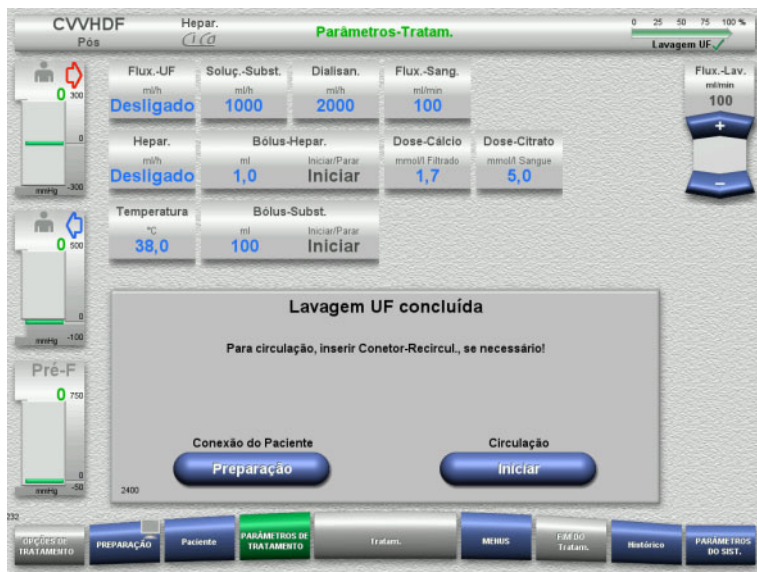 CVVHDF
Pós
Hepar.
CiCa
Parâmetros-Tratam.
0 25 50 75 100 %
Lavagem UF
Flux.-UF
ml/h
Desligado
Soluç.-Subst.
ml/h
1000
Dialisan.
ml/h
2000
Flux.-Sang.
ml/min
100
Flux.-Lav.
ml/min
100
+
−
Hepar.
ml/h
Desligado
Bólus-Hepar.
ml
1,0
Iniciar/Parar
Iniciar
Dose-Cálcio
mmol/l Filtrado
1,7
Dose-Citrato
mmol/l Sangue
5,0
Temperatura
°C
38,0
Bólus-Subst.
ml
100
Iniciar/Parar
Iniciar
0
300
0
mmHg -300
0
500
0
mmHg -100
Pré-F
0
750
0
mmHg -50
Lavagem UF concluída
Para circulação, inserir Conetor-Recircul., se necessário!
Conexão do Paciente
Preparação
Circulação
Iniciar
2400
232
OPÇÕES DE
TRATAMENTO
PREPARAÇÃO
Paciente
PARÂMETROS DE
TRATAMENTO
Tratam.
MENUS
FIM DO
Tratam.
Histórico
PARÂMETROS
DO SIST.